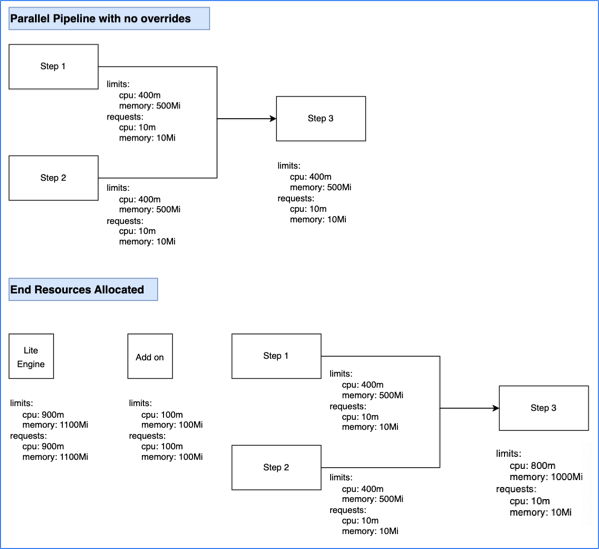 Parallel Pipeline with no overrides
Step 1
limits:
cpu: 400m
memory: 500Mi
requests:
cpu: 10m
memory: 10Mi
Step 3
limits:
cpu: 400m
memory: 500Mi
requests:
cpu: 10m
memory: 10Mi
Step 2
limits:
cpu: 400m
memory: 500Mi
requests:
cpu: 10m
memory: 10Mi
End Resources Allocated
Lite
Engine
limits:
cpu: 900m
memory: 1100Mi
requests:
cpu: 900m
memory: 1100Mi
Add on
limits:
cpu: 100m
memory: 100Mi
requests:
cpu: 100m
memory: 100Mi
Step 1
limits:
cpu: 400m
memory: 500Mi
requests:
cpu: 10m
memory: 10Mi
Step 2
limits:
cpu: 400m
memory: 500Mi
requests:
cpu: 10m
memory: 10Mi
Step 3
limits:
cpu: 800m
memory: 1000Mi
requests:
cpu: 10m
memory: 10Mi